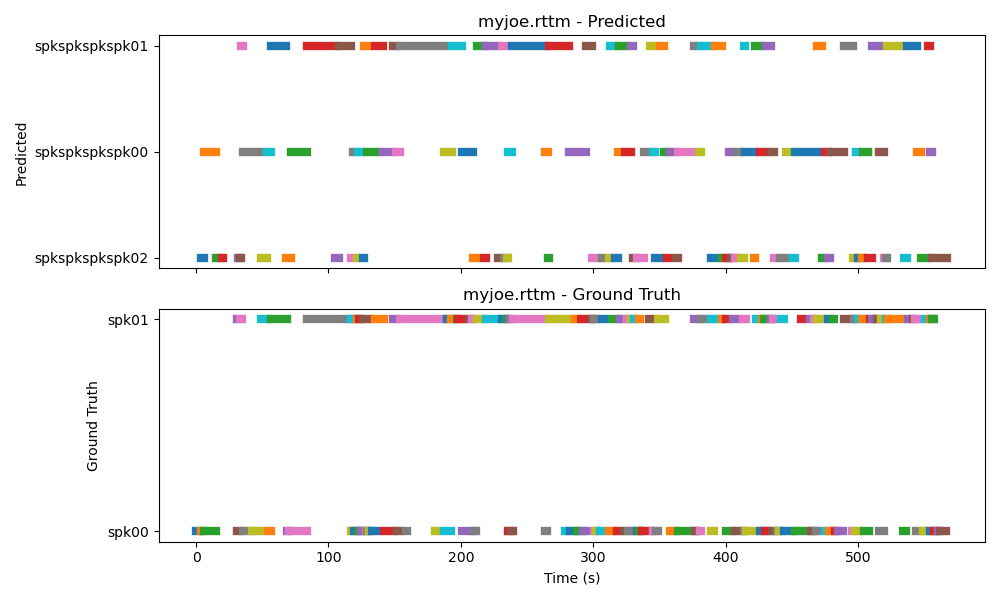 myjoe.rttm - Predicted
spkspkspkspk01
spkspkspkspk00
spkspkspkspk02
Predicted
myjoe.rttm - Ground Truth
spk01
spk00
Ground Truth
0 100 200 300 400 500
Time (s)